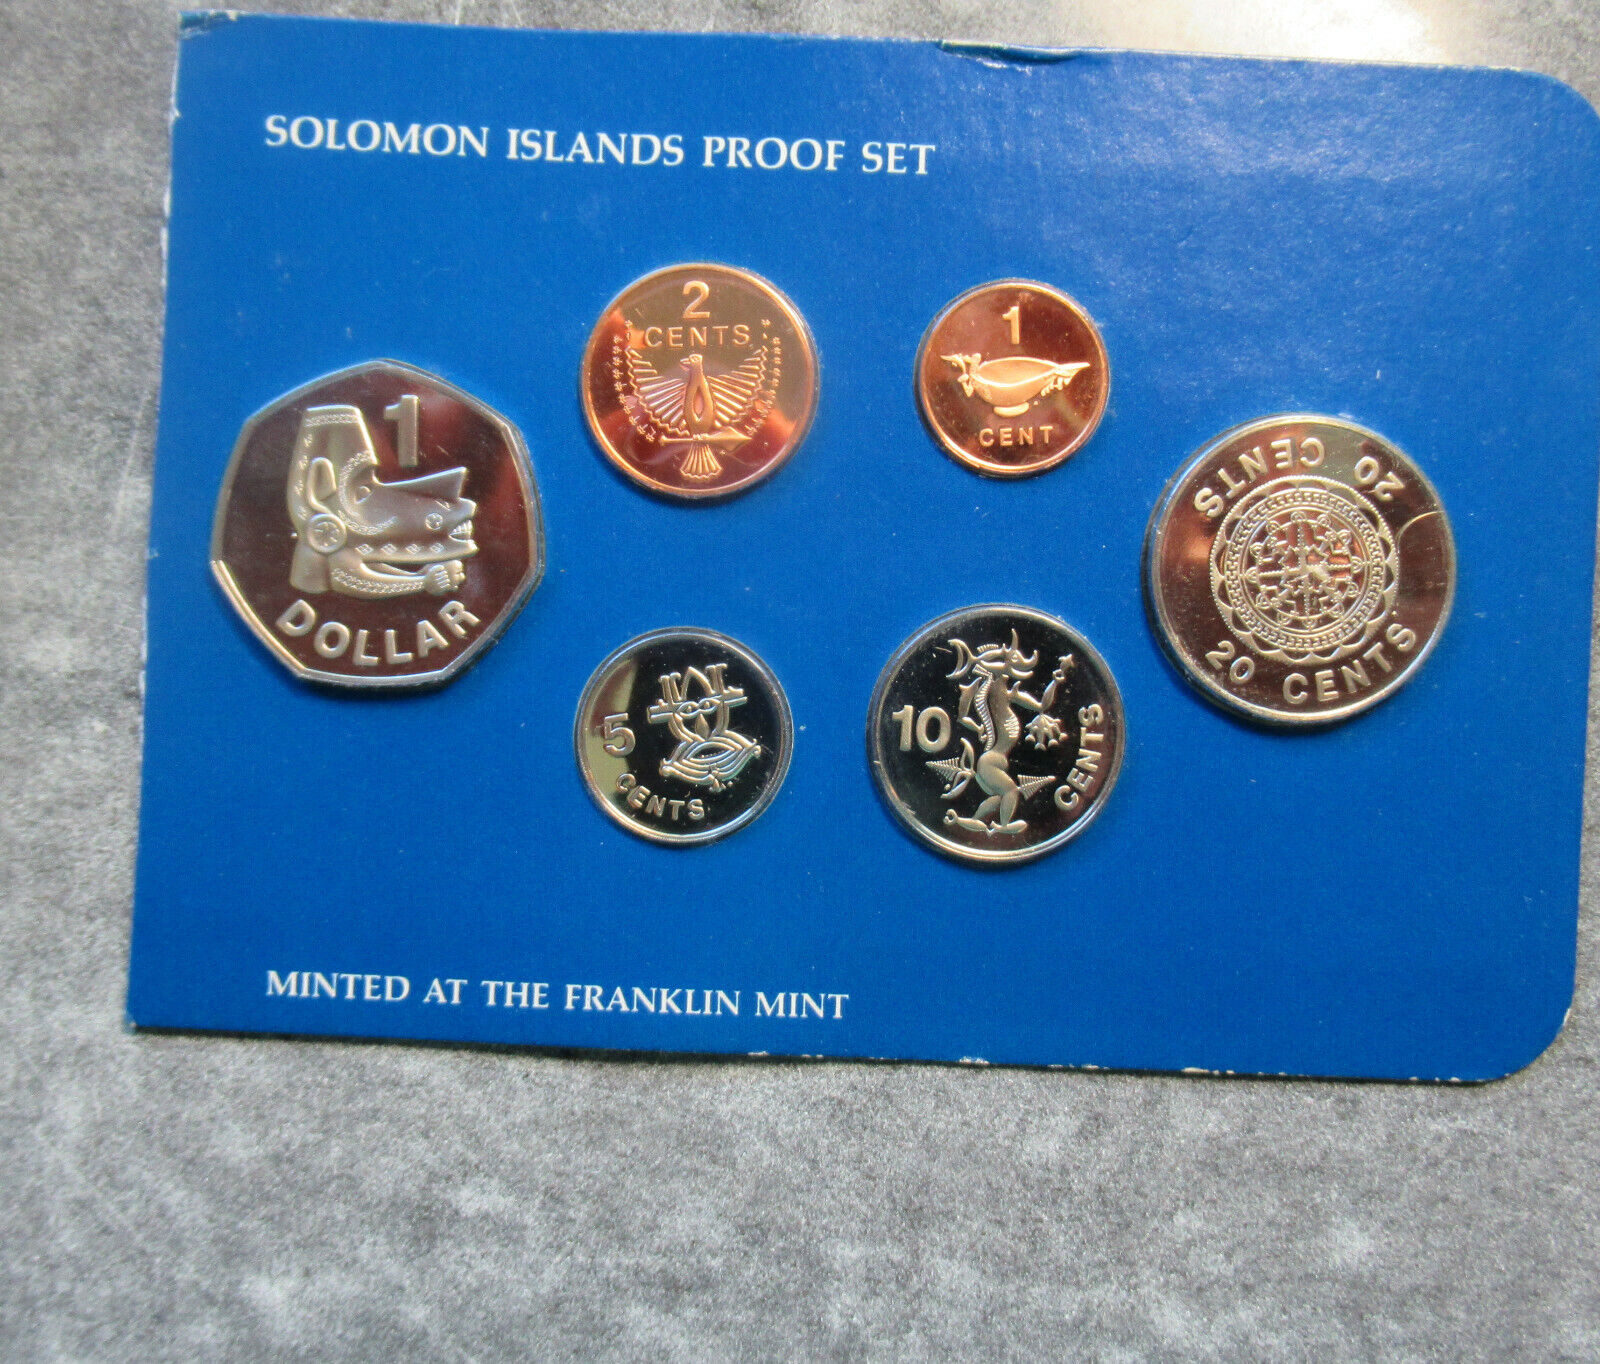 SOLOMON ISLANDS PROOF SET
2
CENTS
1
CENT
1
DOLLAR
20 CENTS
20 CENTS
5
CENTS
10
CENTS
MINTED AT THE FRANKLIN MINT